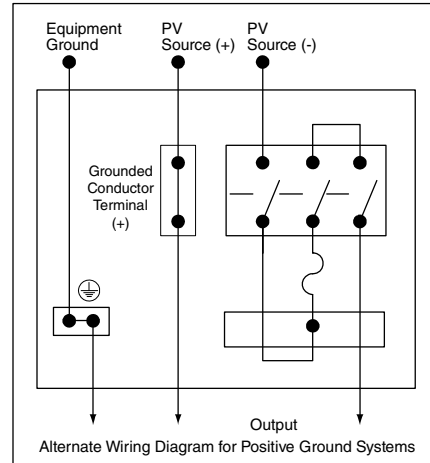 Equipment
Ground
PV
Source (+)
PV
Source (-)
Grounded
Conductor
Terminal
(+)
Output
Alternate Wiring Diagram for Positive Ground Systems